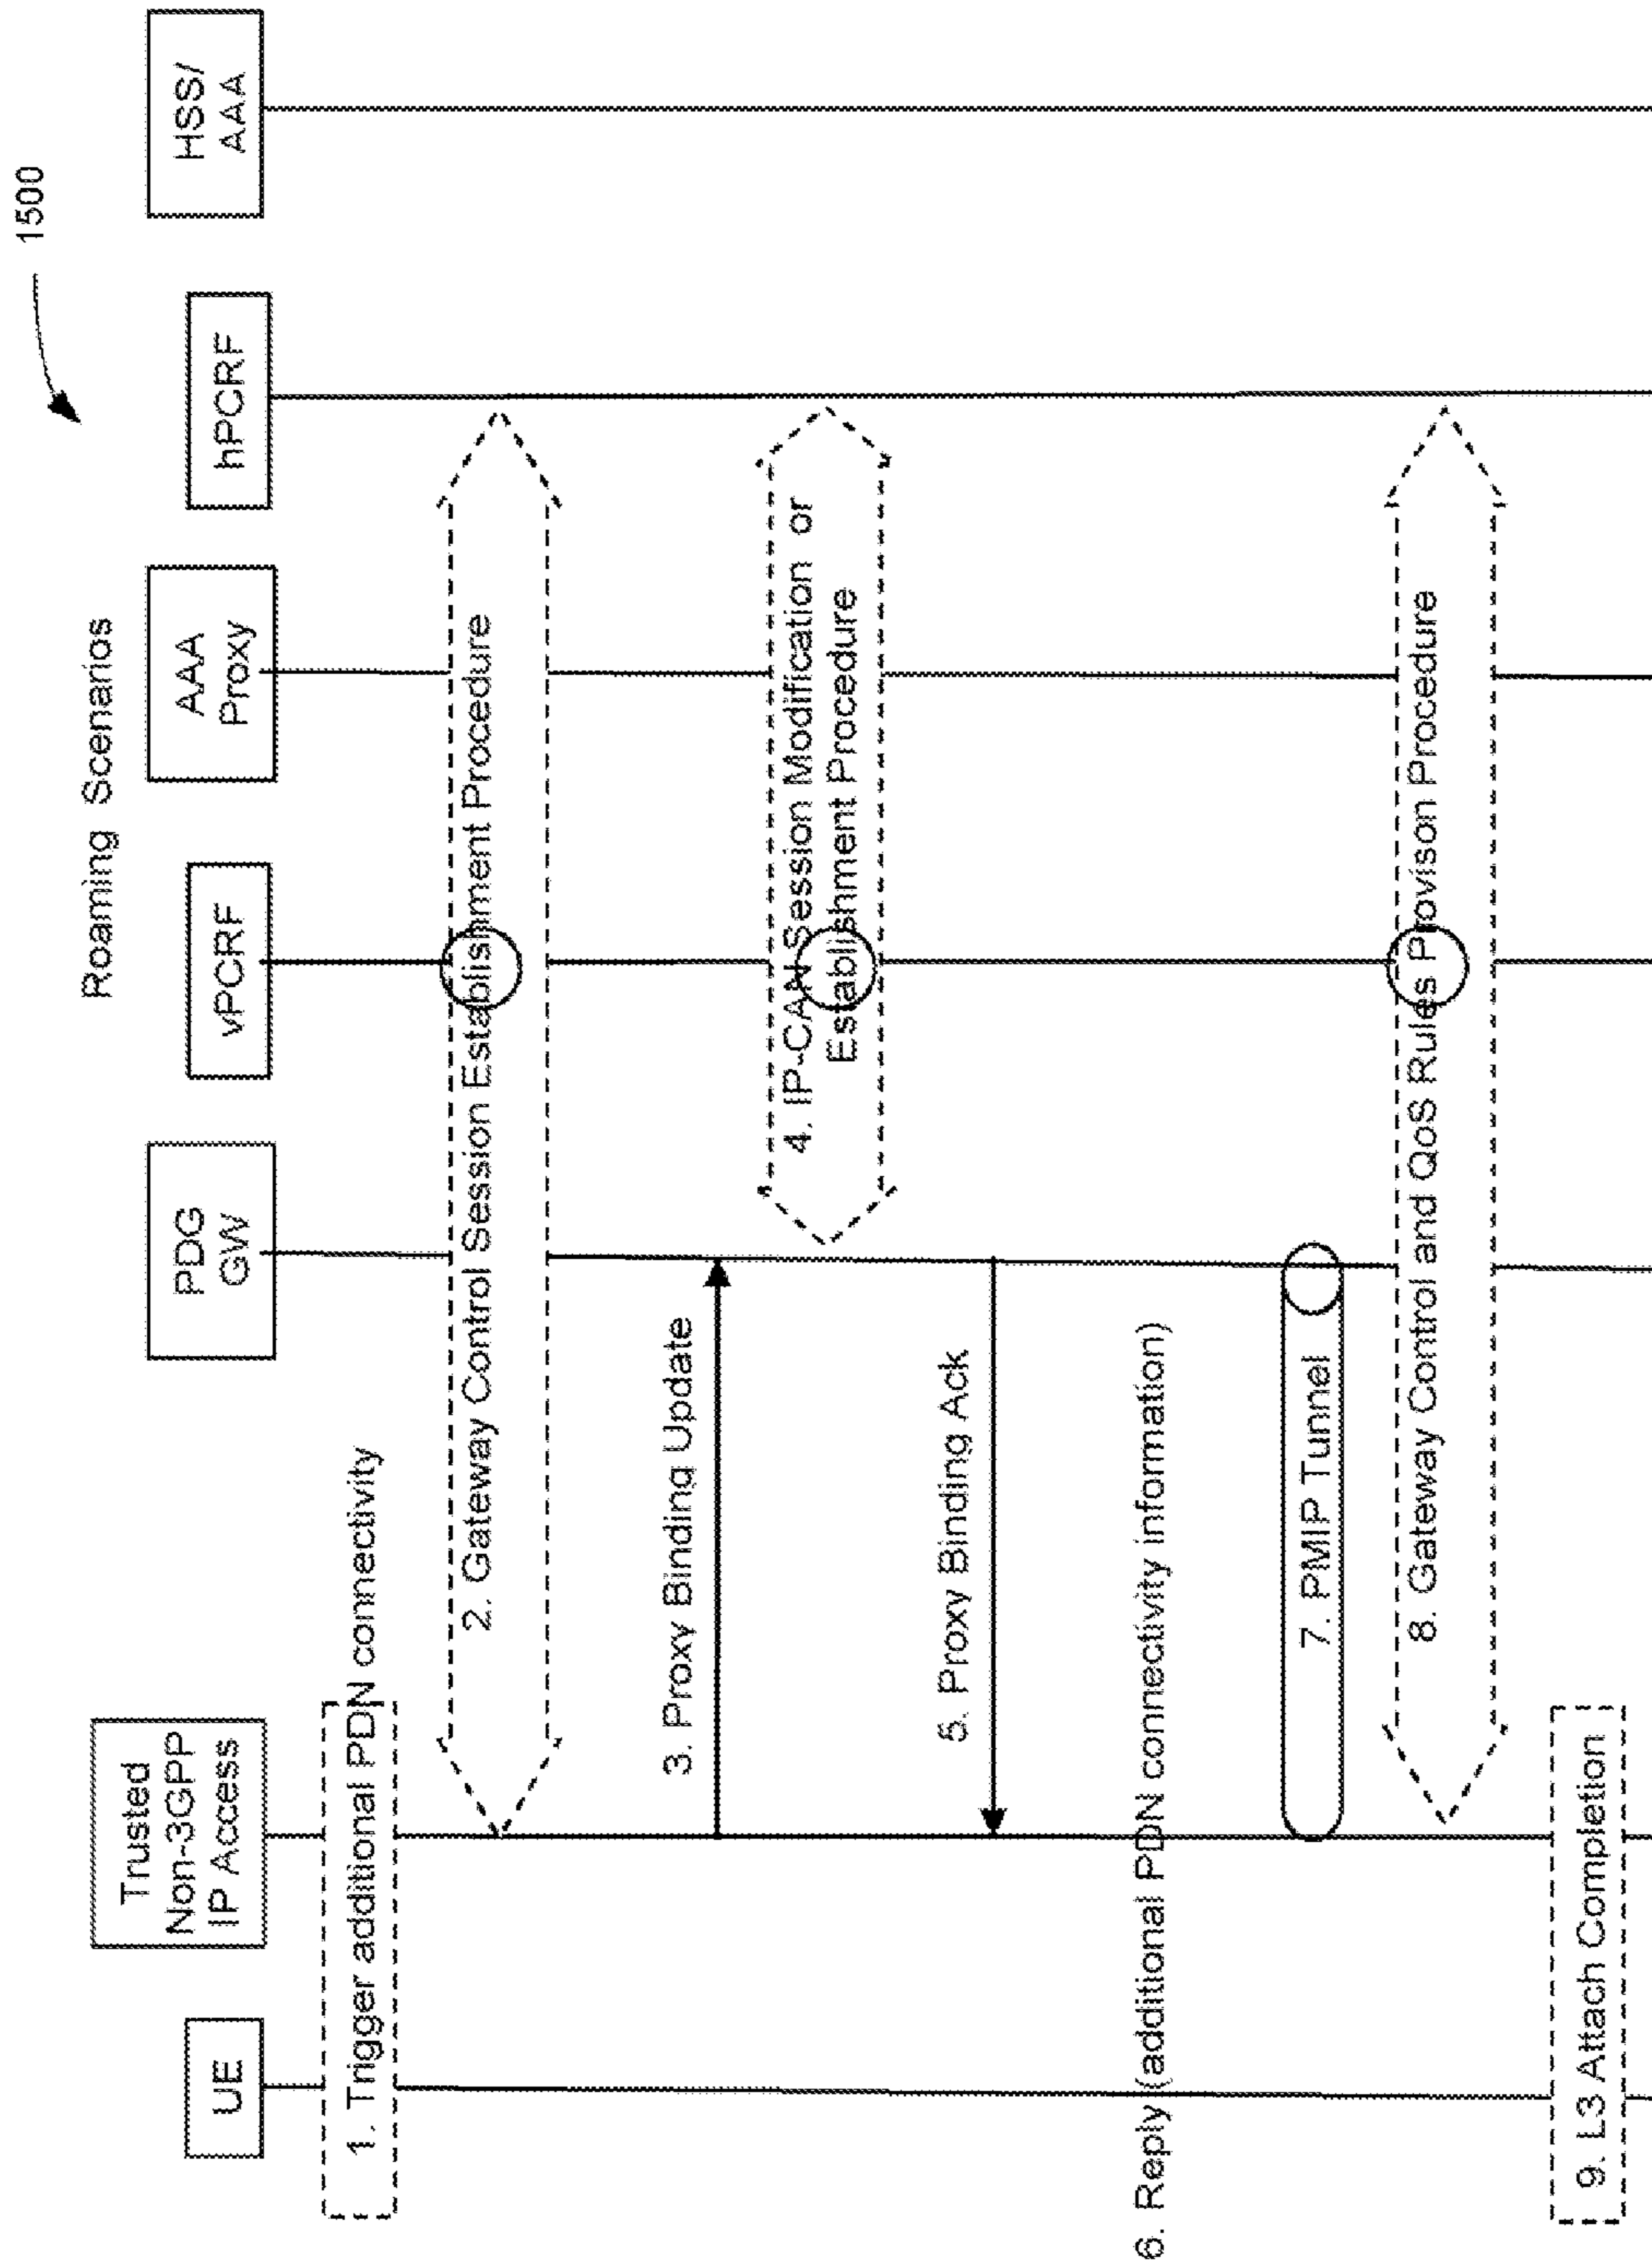 1500
Roaming Scenarios
UE
Trusted
Non-3GPP
IP Access
PDG
GW
vPCRF
AAA
Proxy
hPCRF
HSS/
AAA
1. Trigger additional PDN connectivity
2. Gateway Control Session Establishment Procedure
3. Proxy Binding Update
4. IP-CAN Session Modification or
Establishment Procedure
5. Proxy Binding Ack
6. Reply (additional PDN connectivity information)
7. PMIP Tunnel
8. Gateway Control and QoS Rules Provison Procedure
9. L3 Attach Completion